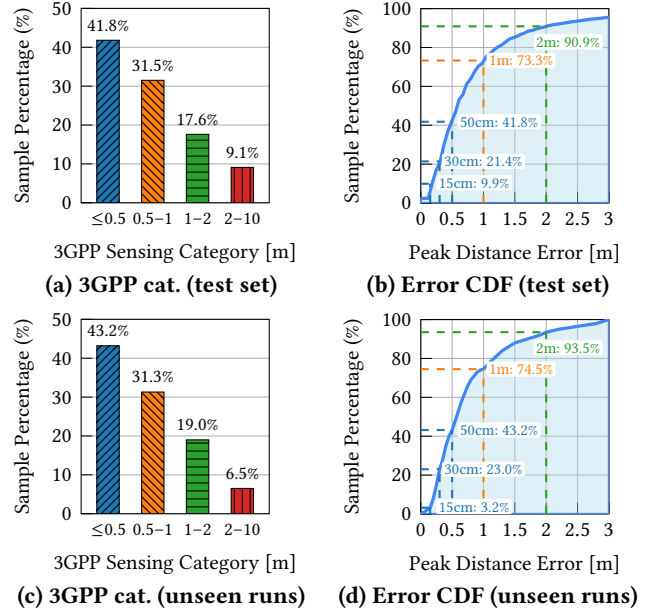 Sample Percentage (%)
50
40
30
20
10
0
41.8%
31.5%
17.6%
9.1%
≤0.5 0.5−1 1−2 2−10
3GPP Sensing Category [m]
(a) 3GPP cat. (test set)
Sample Percentage (%)
100
80
60
40
20
0
2m: 90.9%
1m: 73.3%
50cm: 41.8%
30cm: 21.4%
15cm: 9.9%
0 0.5 1 1.5 2 2.5 3
Peak Distance Error [m]
(b) Error CDF (test set)
Sample Percentage (%)
50
40
30
20
10
0
43.2%
31.3%
19.0%
6.5%
≤0.5 0.5−1 1−2 2−10
3GPP Sensing Category [m]
(c) 3GPP cat. (unseen runs)
Sample Percentage (%)
100
80
60
40
20
0
2m: 93.5%
1m: 74.5%
50cm: 43.2%
30cm: 23.0%
15cm: 3.2%
0 0.5 1 1.5 2 2.5 3
Peak Distance Error [m]
(d) Error CDF (unseen runs)